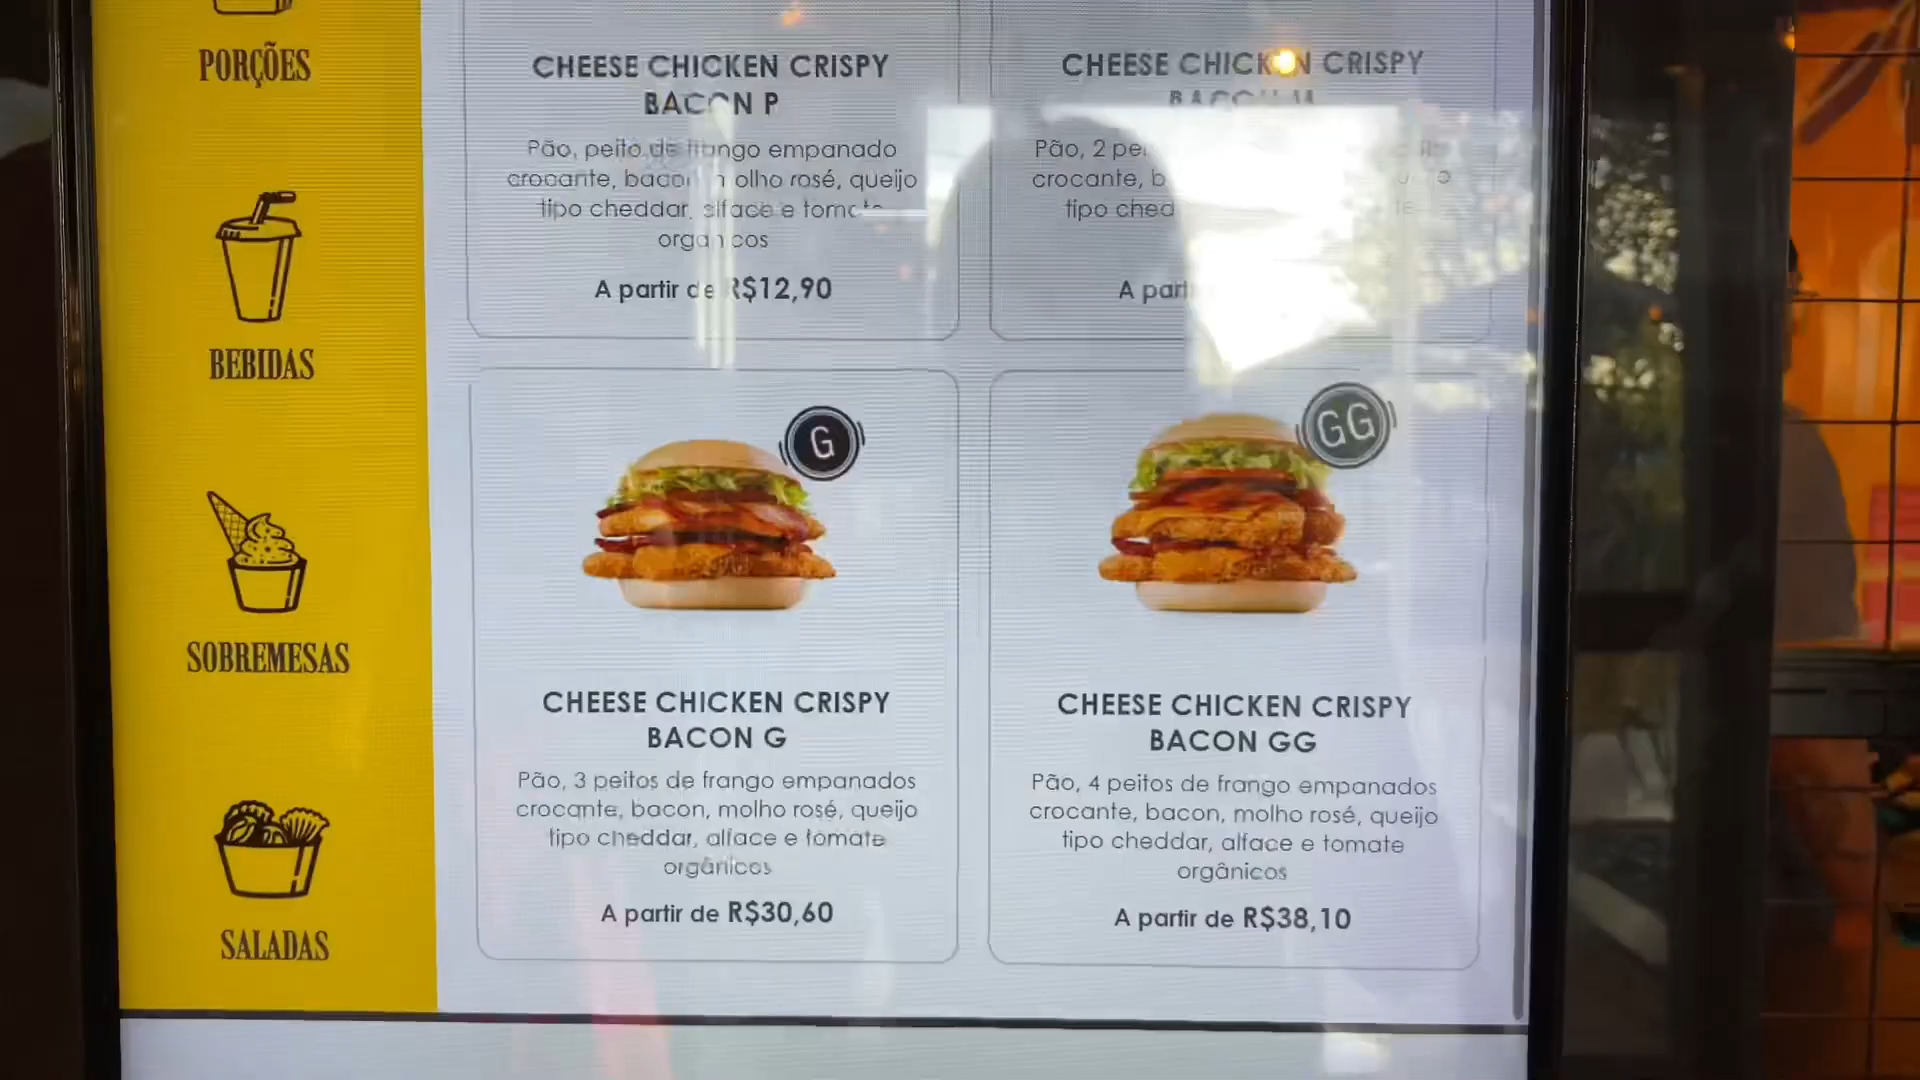 PORÇÕES
BEBIDAS
SOBREMESAS
SALADAS
CHEESE CHICKEN CRISPY
BACON P
Pão, peito de frango empanado
crocante, bacon, molho rosé, queijo
tipo cheddar, alface e tomate
orgânicos
A partir de R$12,90
CHEESE CHICKEN CRISPY
BACON M
Pão, 2
crocante,
tipo
A
G
CHEESE CHICKEN CRISPY
BACON G
Pão, 3 peitos de frango empanados
crocante, bacon, molho rosé, queijo
tipo cheddar, alface e tomate
orgânicos
A partir de R$30,60
GG
CHEESE CHICKEN CRISPY
BACON GG
Pão, 4 peitos de frango empanados
crocante, bacon, molho rosé, queijo
tipo cheddar, alface e tomate
orgânicos
A partir de R$38,10